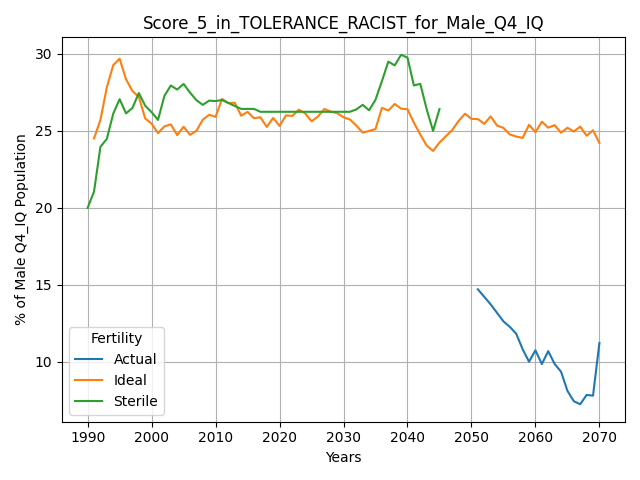 Score_5_in_TOLERANCE_RACIST_for_Male_Q4_IQ
% of Male Q4_IQ Population
30
25
20
15
10
Fertility
Actual
Ideal
Sterile
1990 2000 2010 2020 2030 2040 2050 2060 2070
Years